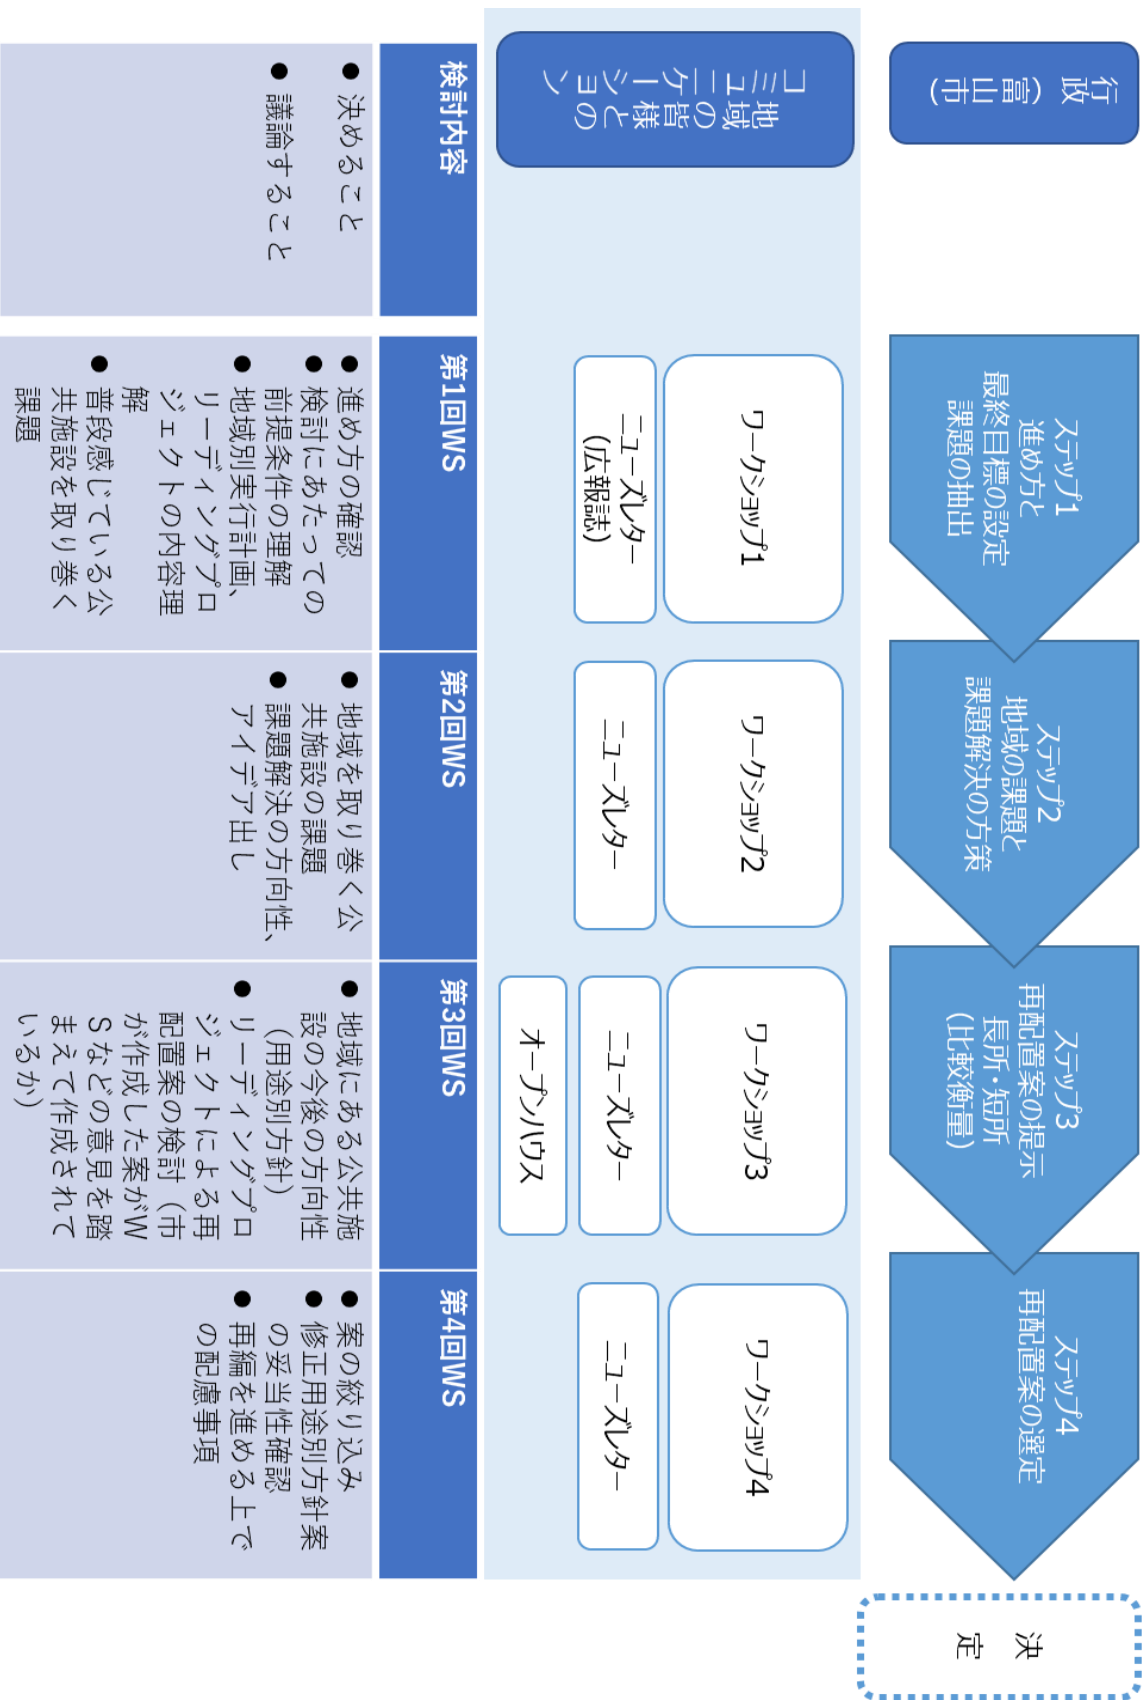 行政（富山市）
ステップ1
進め方と
最終目標の設定
課題の抽出
ステップ2
地域の課題と
課題解決の方策
ステップ3
再配置案の提示
長所・短所
（比較衡量）
ステップ4
再配置案の選定
決　定
地域の皆様との
コミュニケーション
ワークショップ1
ワークショップ2
ワークショップ3
ワークショップ4
ニューズレター
（広報誌）
ニューズレター
ニューズレター
ニューズレター
オープンハウス
検討内容
第1回WS
第2回WS
第3回WS
第4回WS
● 決めること
● 議論すること
● 進め方の確認
● 検討にあたっての
前提条件の理解
● 地域別実行計画、
リーディングプロ
ジェクトの内容理
解
● 普段感じている公
共施設を取り巻く
課題
● 地域を取り巻く公
共施設の課題
● 課題解決の方向性、
アイデア出し
● 地域にある公共施
設の今後の方向性
（用途別方針）
● リーディングプロ
ジェクトによる再
配置案の検討（市
が作成した案がW
Sなどの意見を踏
まえて作成されて
いるか）
● 案の絞り込み
● 修正用途別方針案
の妥当性確認
● 再編を進める上で
の配慮事項